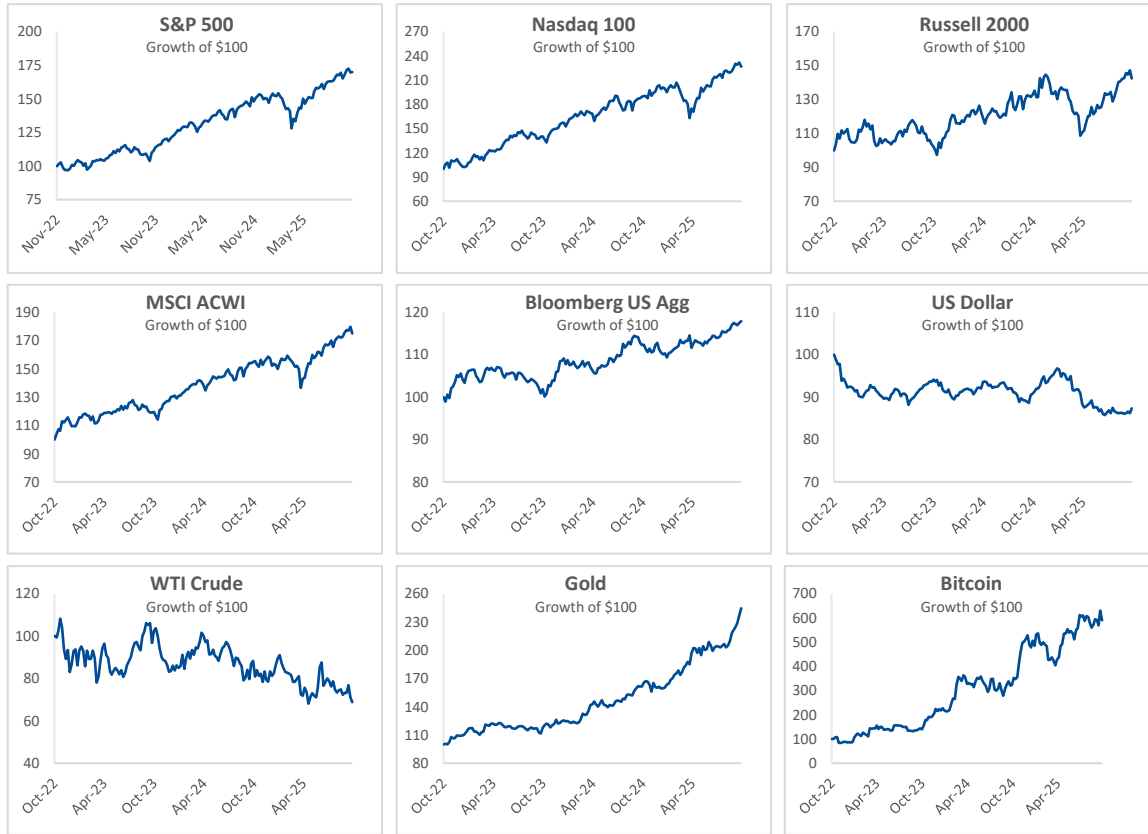 S&P 500
Growth of $100
200
175
150
125
100
75
Nov-22
May-23
Nov-23
May-24
Nov-24
May-25
Nasdaq 100
Growth of $100
270
240
210
180
150
120
90
60
Oct-22
Apr-23
Oct-23
Apr-24
Oct-24
Apr-25
Russell 2000
Growth of $100
170
150
130
110
90
70
Oct-22
Apr-23
Oct-23
Apr-24
Oct-24
Apr-25
MSCI ACWI
Growth of $100
190
170
150
130
110
90
70
Oct-22
Apr-23
Oct-23
Apr-24
Oct-24
Apr-25
Bloomberg US Agg
Growth of $100
120
110
100
90
80
Oct-22
Apr-23
Oct-23
Apr-24
Oct-24
Apr-25
US Dollar
Growth of $100
110
100
90
80
70
Oct-22
Apr-23
Oct-23
Apr-24
Oct-24
Apr-25
WTI Crude
Growth of $100
120
100
80
60
40
Oct-22
Apr-23
Oct-23
Apr-24
Oct-24
Apr-25
Gold
Growth of $100
260
220
180
140
100
60
Oct-22
Apr-23
Oct-23
Apr-24
Oct-24
Apr-25
Bitcoin
Growth of $100
700
600
500
400
300
200
100
0
Oct-22
Apr-23
Oct-23
Apr-24
Oct-24
Apr-25